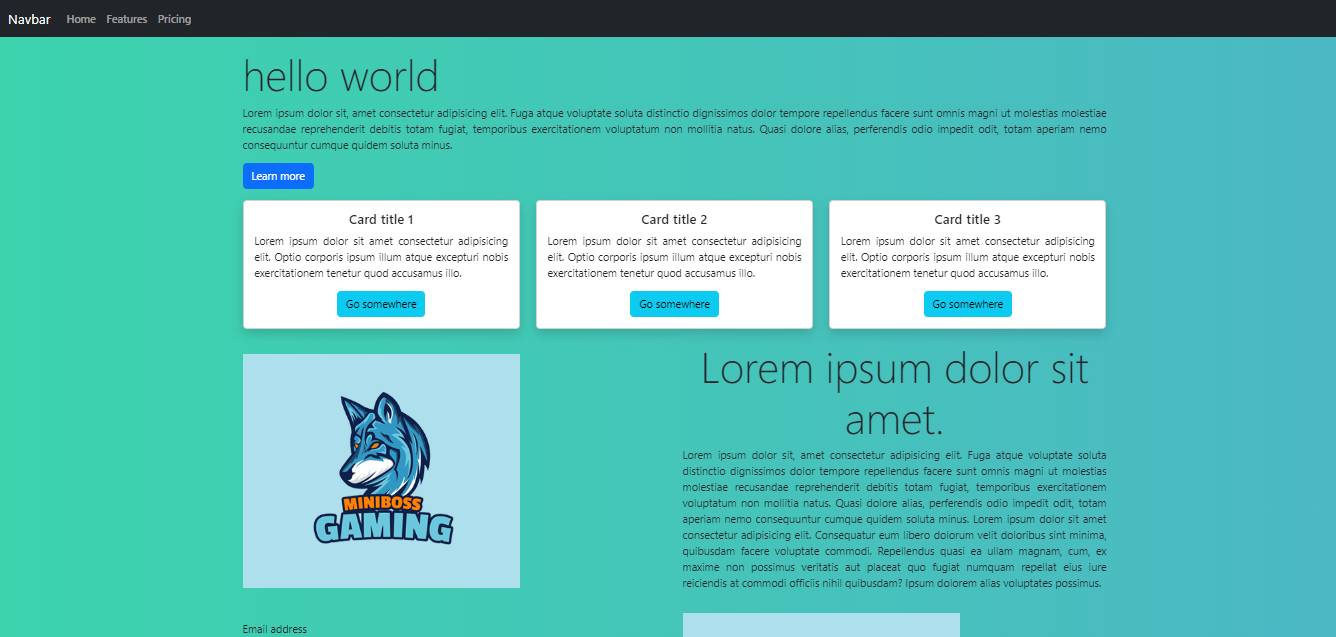 Navbar Home Features Pricing
hello world
Lorem ipsum dolor sit, amet consectetur adipisicing elit. Fuga atque voluptate soluta distinctio dignissimos dolor tempore repellendus facere sunt omnis magni ut molestias molestiae
recusandae reprehenderit debitis totam fugiat, temporibus exercitationem voluptatum non mollitia natus. Quasi dolore alias, perferendis odio impedit odit, totam aperiam nemo
consequuntur cumque quidem soluta minus.
Learn more
Card title 1
Lorem ipsum dolor sit amet consectetur adipisicing
elit. Optio corporis ipsum illum atque excepturi nobis
exercitationem tenetur quod accusamus illo.
Go somewhere
Card title 2
Lorem ipsum dolor sit amet consectetur adipisicing
elit. Optio corporis ipsum illum atque excepturi nobis
exercitationem tenetur quod accusamus illo.
Go somewhere
Card title 3
Lorem ipsum dolor sit amet consectetur adipisicing
elit. Optio corporis ipsum illum atque excepturi nobis
exercitationem tenetur quod accusamus illo.
Go somewhere
MINIBOSS
GAMING
Lorem ipsum dolor sit
amet.
Lorem ipsum dolor sit, amet consectetur adipisicing elit. Fuga atque voluptate soluta
distinctio dignissimos dolor tempore repellendus facere sunt omnis magni ut molestias
molestiae recusandae reprehenderit debitis totam fugiat, temporibus exercitationem
voluptatum non mollitia natus. Quasi dolore alias, perferendis odio impedit odit, totam
aperiam nemo consequuntur cumque quidem soluta minus. Lorem ipsum dolor sit amet
consectetur adipisicing elit. Consequatur eum libero dolorum velit doloribus sint minima,
quibusdam facere voluptate commodi. Repellendus quasi ea ullam magnam, cum, ex
maxime non possimus veritatis aut placeat quo fugiat numquam repellat eius iure
reiciendis at commodi officiis nihil quibusdam? Ipsum dolorem alias voluptates possimus.
Email address